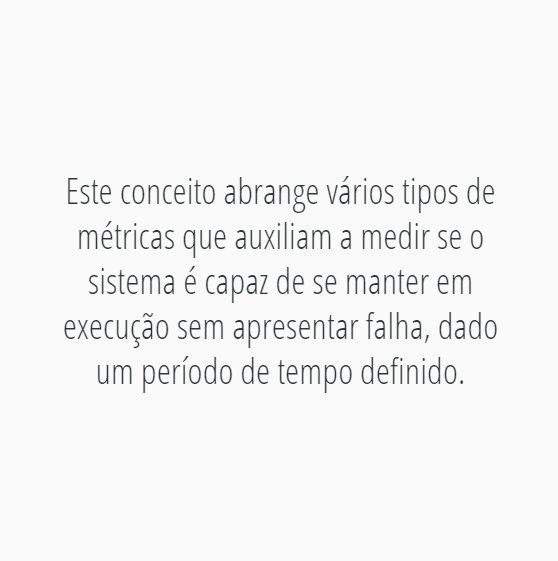 Este conceito abrange vários tipos de
métricas que auxiliam a medir se o
sistema é capaz de se manter em
execução sem apresentar falha, dado
um período de tempo definido.